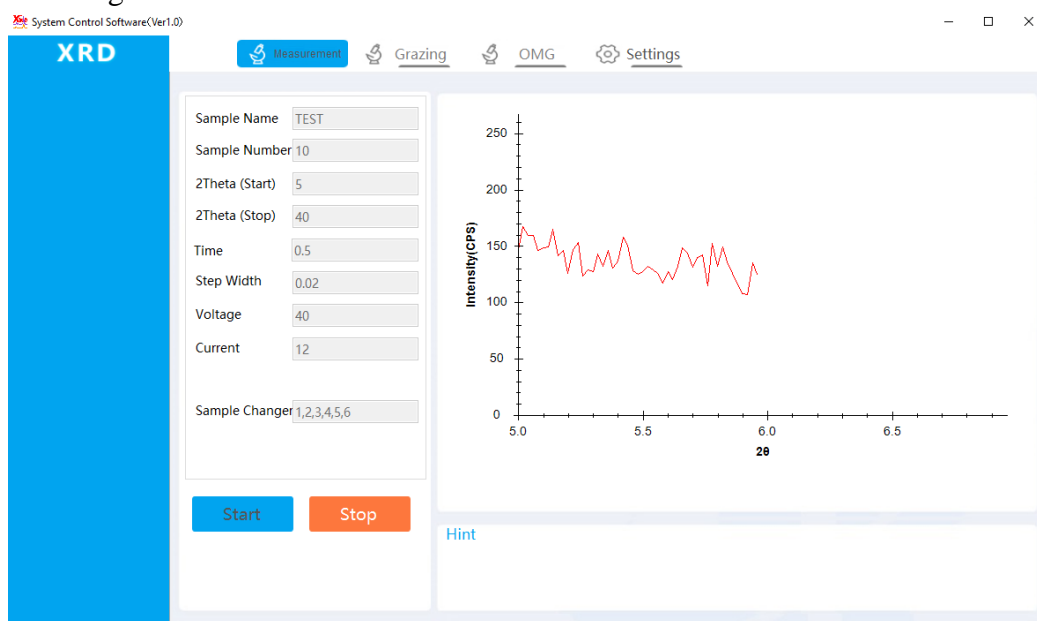 System Control Software(Ver1.0)
XRD
Measurement Grazing OMG Settings
Sample Name TEST
Sample Number 10
2Theta (Start) 5
2Theta (Stop) 40
Time 0.5
Step Width 0.02
Voltage 40
Current 12
Sample Changer 1,2,3,4,5,6
Start Stop
Intensity(CPS)
250
200
150
100
50
0
5.0 5.5 6.0 6.5
2θ
Hint